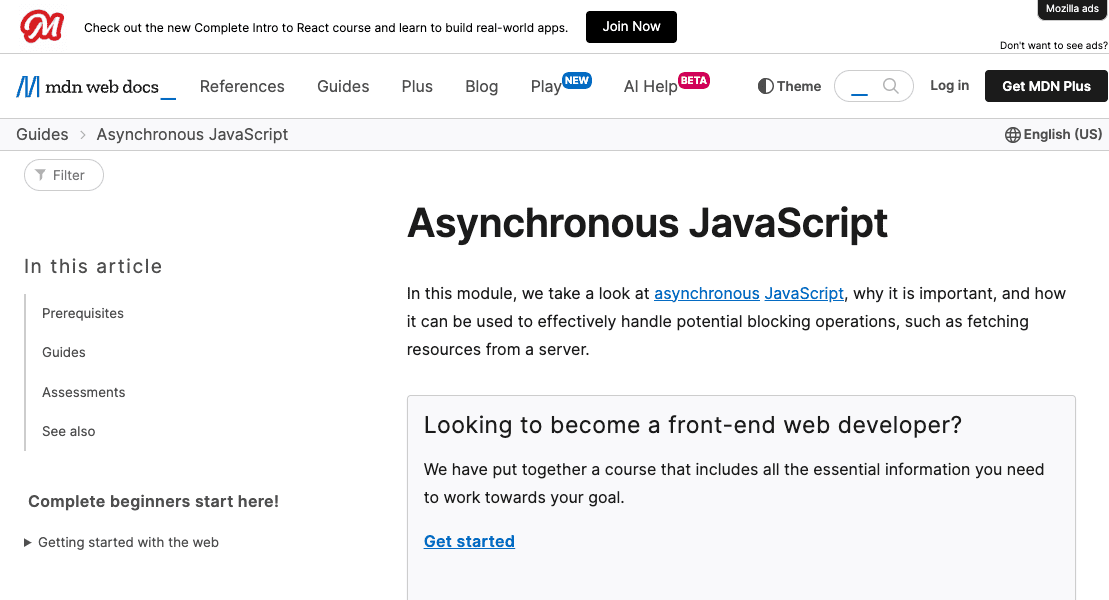 Mozilla ads
Check out the new Complete Intro to React course and learn to build real-world apps.
Join Now
Don't want to see ads?
mdn web docs_
References
Guides
Plus
Blog
Play NEW
AI Help BETA
Theme
Log in
Get MDN Plus
Guides > Asynchronous JavaScript
English (US)
Filter
In this article
Prerequisites
Guides
Assessments
See also
Complete beginners start here!
Getting started with the web
Asynchronous JavaScript
In this module, we take a look at asynchronous JavaScript, why it is important, and how
it can be used to effectively handle potential blocking operations, such as fetching
resources from a server.
Looking to become a front-end web developer?
We have put together a course that includes all the essential information you need
to work towards your goal.
Get started